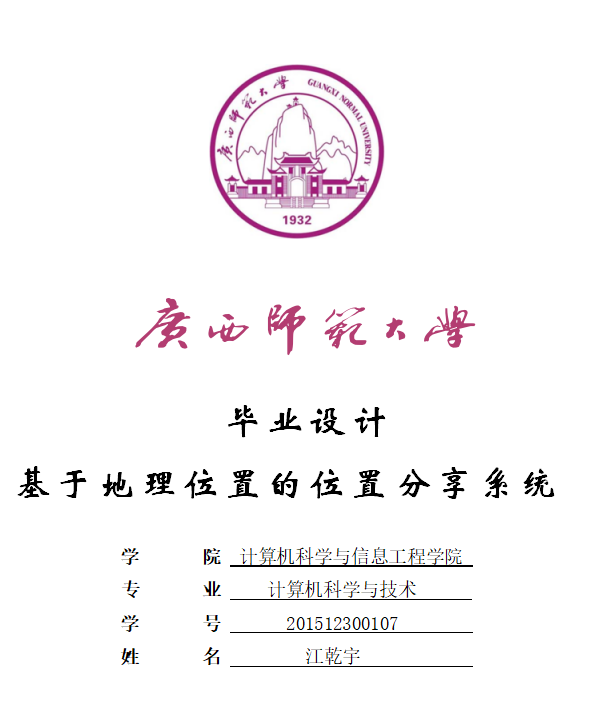 廣西師範大學 GUANGXI NORMAL UNIVERSITY
1932
廣西師範大學
毕业设计
基于地理位置的位置分享系统
学 院 计算机科学与信息工程学院
专 业 计算机科学与技术
学 号 201512300107
姓 名 江乾宇